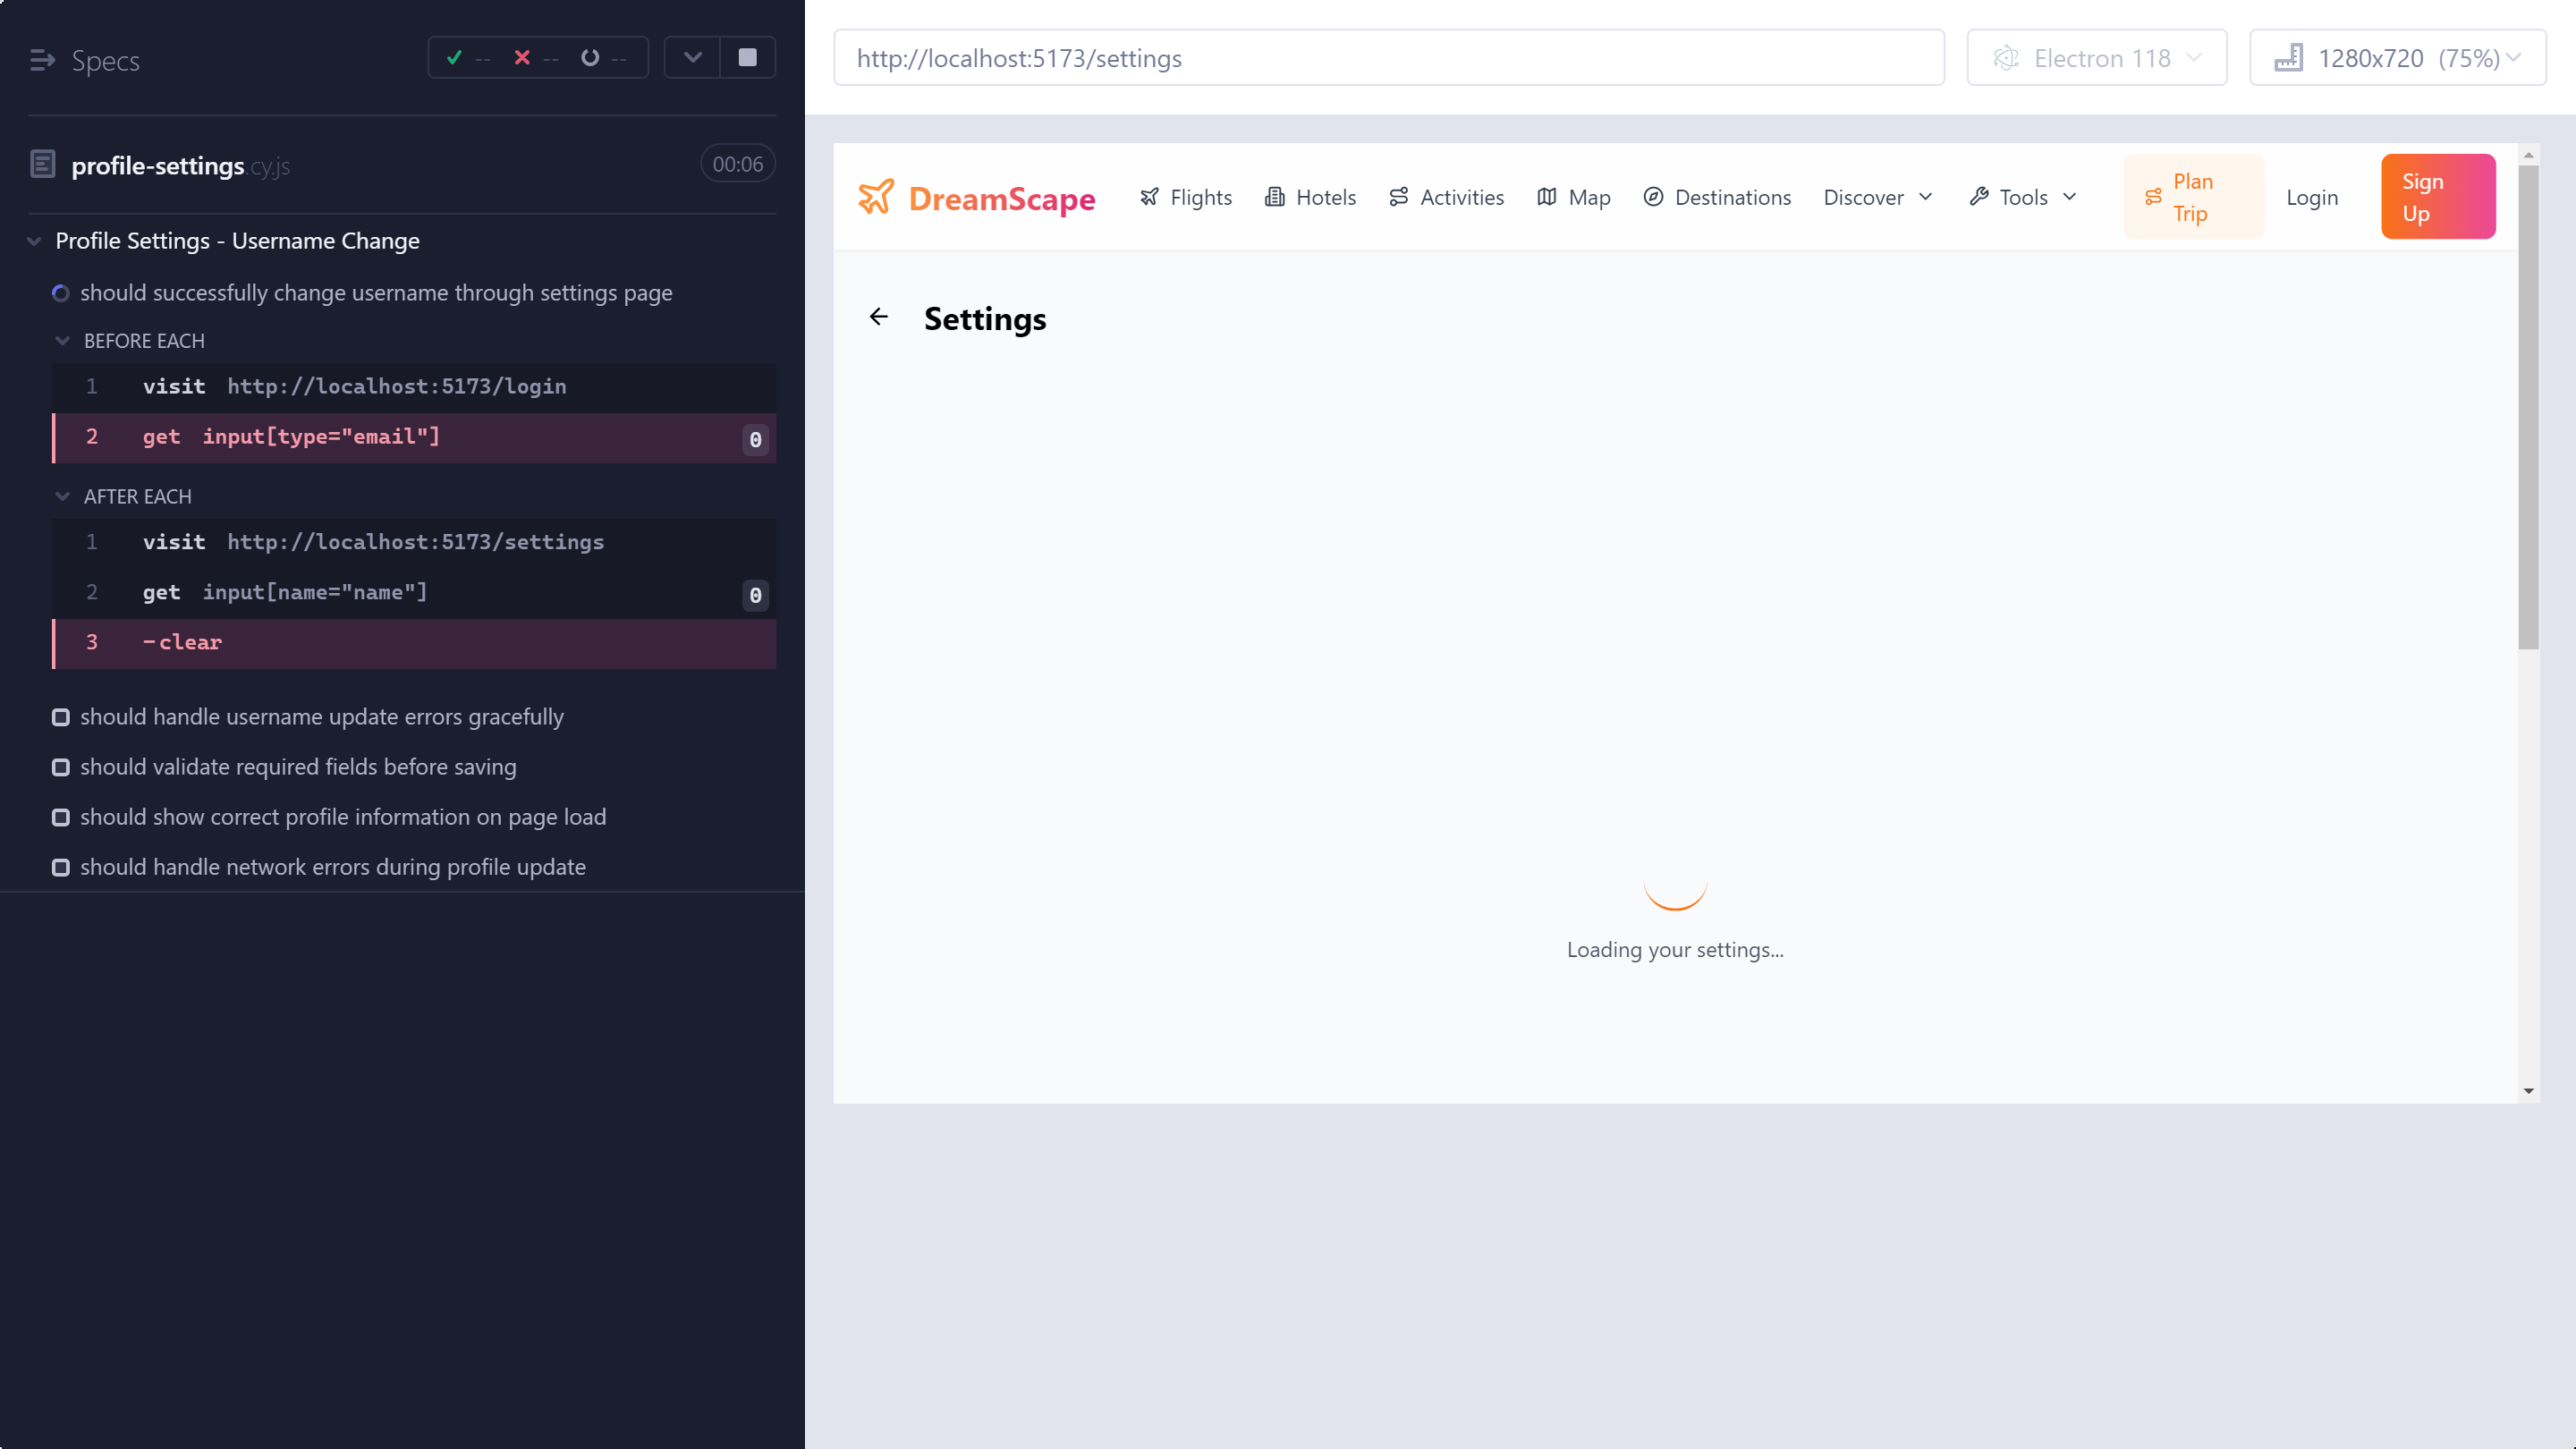 Specs
-- -- --
profile-settings.cy.js
00:06
Profile Settings - Username Change
should successfully change username through settings page
BEFORE EACH
1 visit http://localhost:5173/login
2 get input[type="email"] 0
AFTER EACH
1 visit http://localhost:5173/settings
2 get input[name="name"] 0
3 -clear
should handle username update errors gracefully
should validate required fields before saving
should show correct profile information on page load
should handle network errors during profile update
http://localhost:5173/settings
Electron 118
1280x720 (75%)
DreamScape
Flights
Hotels
Activities
Map
Destinations
Discover
Tools
Plan
Trip
Login
Sign
Up
Settings
Loading your settings...